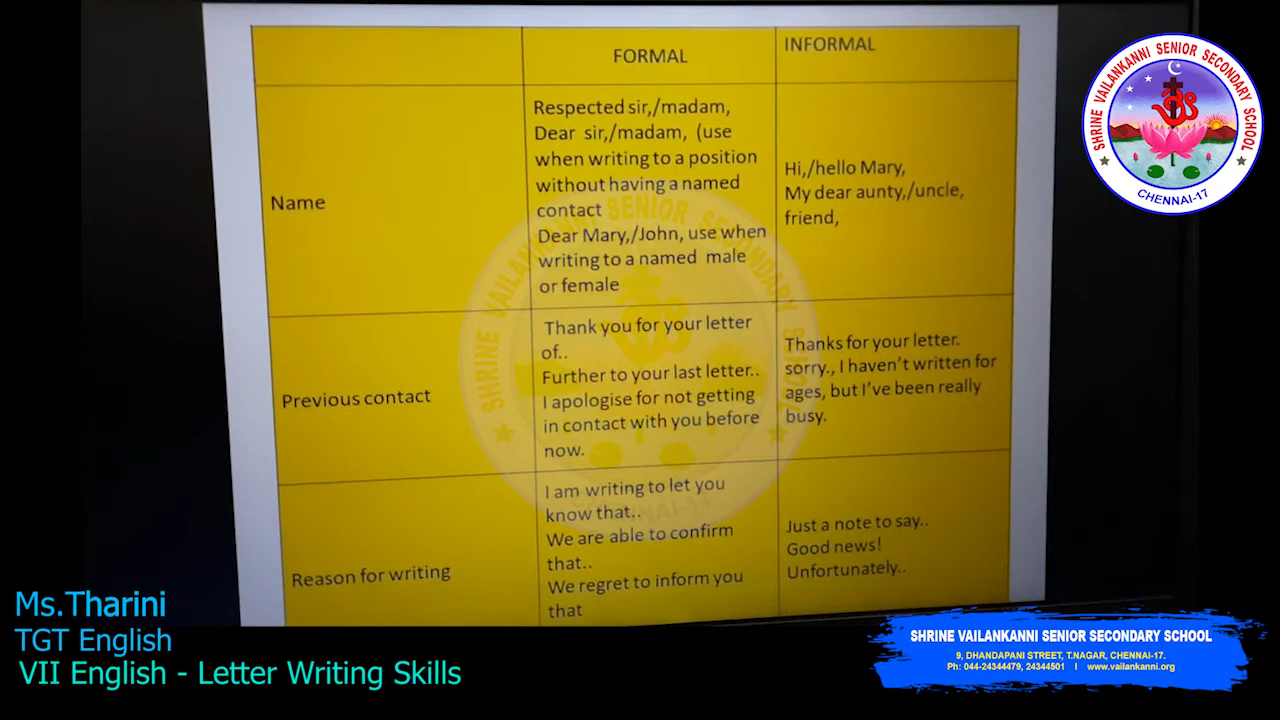 FORMAL
INFORMAL
Name
Respected sir,/madam,
Dear sir,/madam, (use
when writing to a position
without having a named
contact
Dear Mary,/John, use when
writing to a named male
or female
Hi,/hello Mary,
My dear aunty,/uncle,
friend,
Previous contact
Thank you for your letter
of..
Further to your last letter..
I apologise for not getting
in contact with you before
now.
Thanks for your letter.
sorry., I haven't written for
ages, but I've been really
busy.
Reason for writing
I am writing to let you
know that..
We are able to confirm
that..
We regret to inform you
that
Just a note to say..
Good news!
Unfortunately..
SHRINE VAILANKANNI SENIOR SECONDARY SCHOOL
CHENNAI-17
SHRINE VAILANKANNI SENIOR SECONDARY SCHOOL
CHENNAI-17
Ms.Tharini
TGT English
VII English - Letter Writing Skills
SHRINE VAILANKANNI SENIOR SECONDARY SCHOOL
9, DHANDAPANI STREET, T.NAGAR, CHENNAI-17.
Ph: 044-24344479, 24344501 I www.vailankanni.org